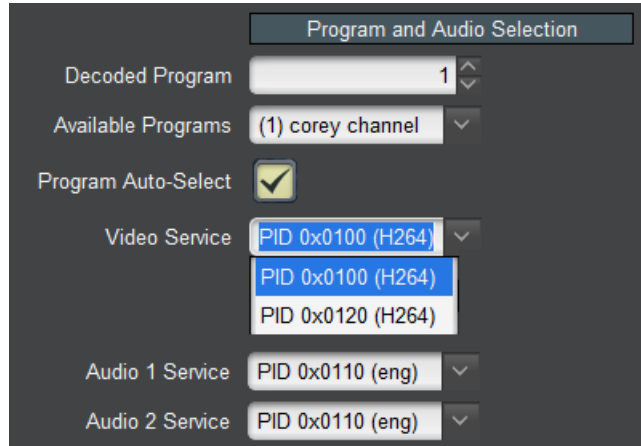 Program and Audio Selection
Decoded Program 1
Available Programs (1) corey channel
Program Auto-Select
Video Service PID 0x0100 (H264)
PID 0x0100 (H264)
PID 0x0120 (H264)
Audio 1 Service PID 0x0110 (eng)
Audio 2 Service PID 0x0110 (eng)